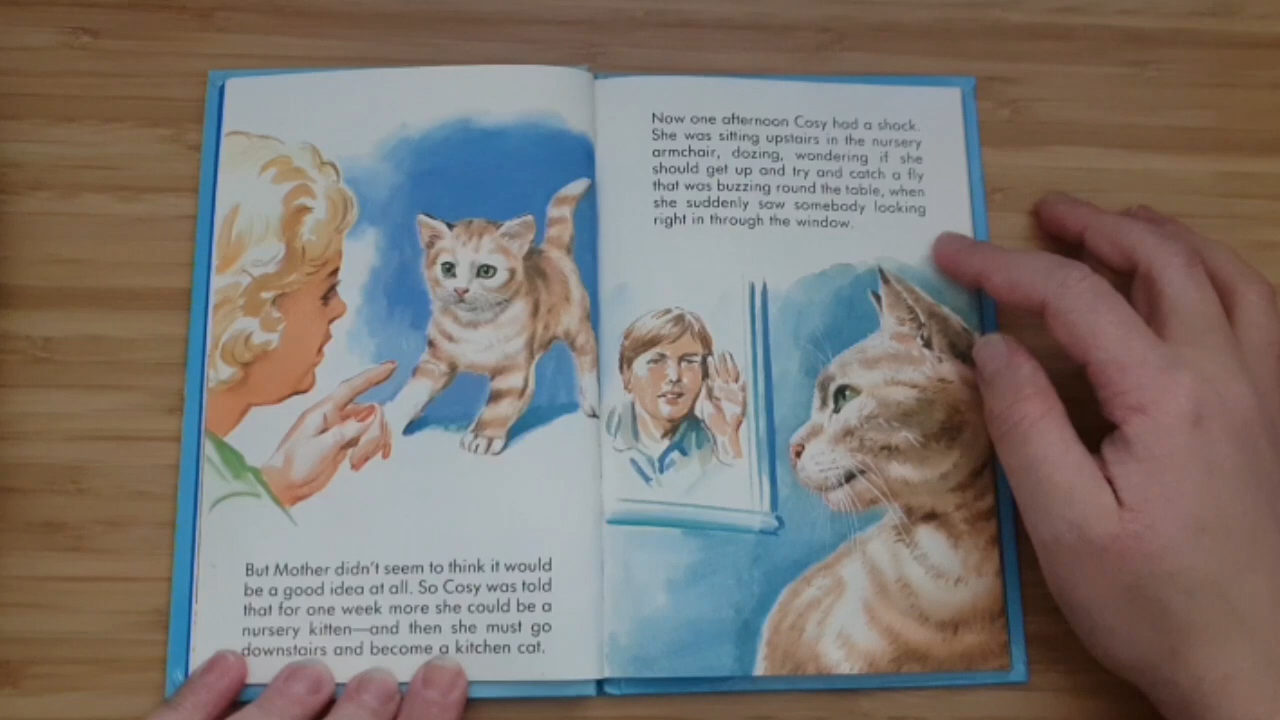 But Mother didn't seem to think it would
be a good idea at all. So Cosy was told
that for one week more she could be a
nursery kitten—and then she must go
downstairs and become a kitchen cat.
Now one afternoon Cosy had a shock.
She was sitting upstairs in the nursery
armchair, dozing, wondering if she
should get up and try and catch a fly
that was buzzing round the table, when
she suddenly saw somebody looking
right in through the window.